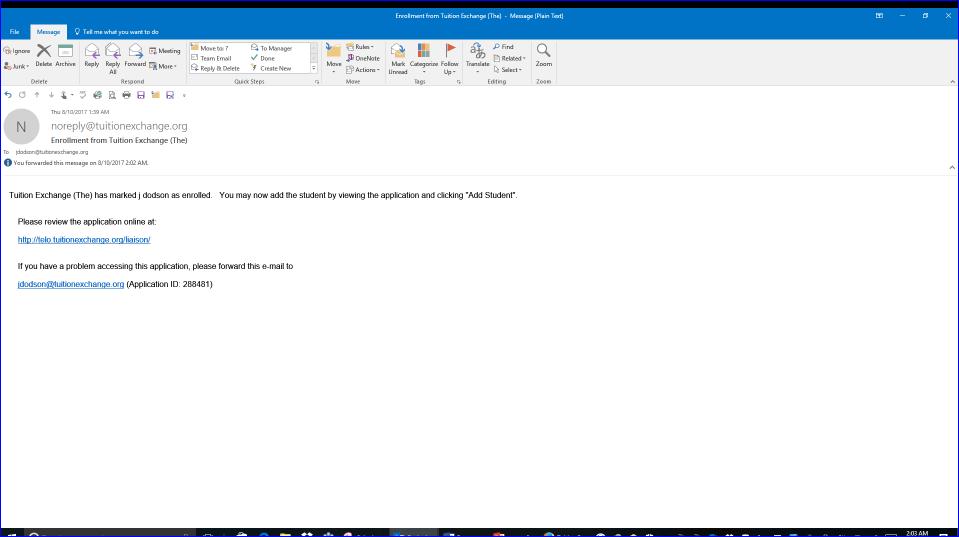 Enrollment from Tuition Exchange (The) - Message (Plain Text)
File Message Tell me what you want to do
Ignore
Junk
Delete
Archive
Reply
Reply All
Forward
Meeting
More
Move to: ?
Team Email
Reply & Delete
To Manager
Done
Create New
Move
Rules
OneNote
Actions
Mark Unread
Categorize
Follow Up
Translate
Find
Related
Select
Zoom
Delete Respond Quick Steps Move Tags Editing Zoom
Thu 8/10/2017 1:59 AM
N
noreply@tuitionexchange.org
Enrollment from Tuition Exchange (The)
To jdodson@tuitionexchange.org
You forwarded this message on 8/10/2017 2:02 AM.
Tuition Exchange (The) has marked j dodson as enrolled. You may now add the student by viewing the application and clicking "Add Student".
Please review the application online at:
http://telo.tuitionexchange.org/liaison/
If you have a problem accessing this application, please forward this e-mail to
jdodson@tuitionexchange.org (Application ID: 288481)
2:03 AM